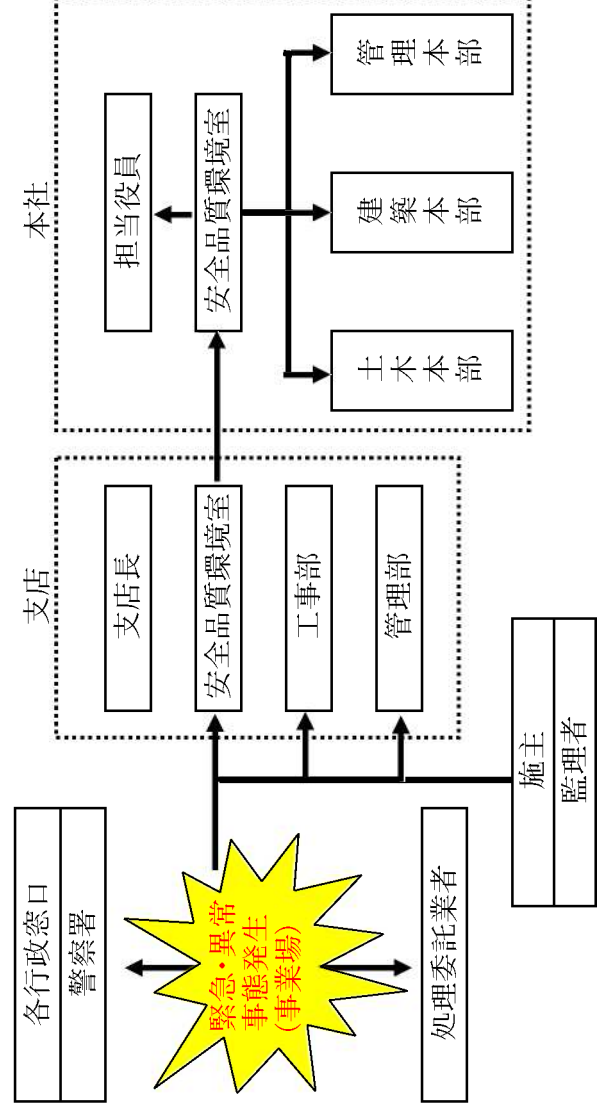 各行政窓口
警察署
緊急・異常
事態発生
(事業場)
処理委託業者
施主
監理者
支店
支店長
安全品質環境室
工事部
管理部
本社
担当役員
安全品質環境室
土木本部
建築本部
管理本部